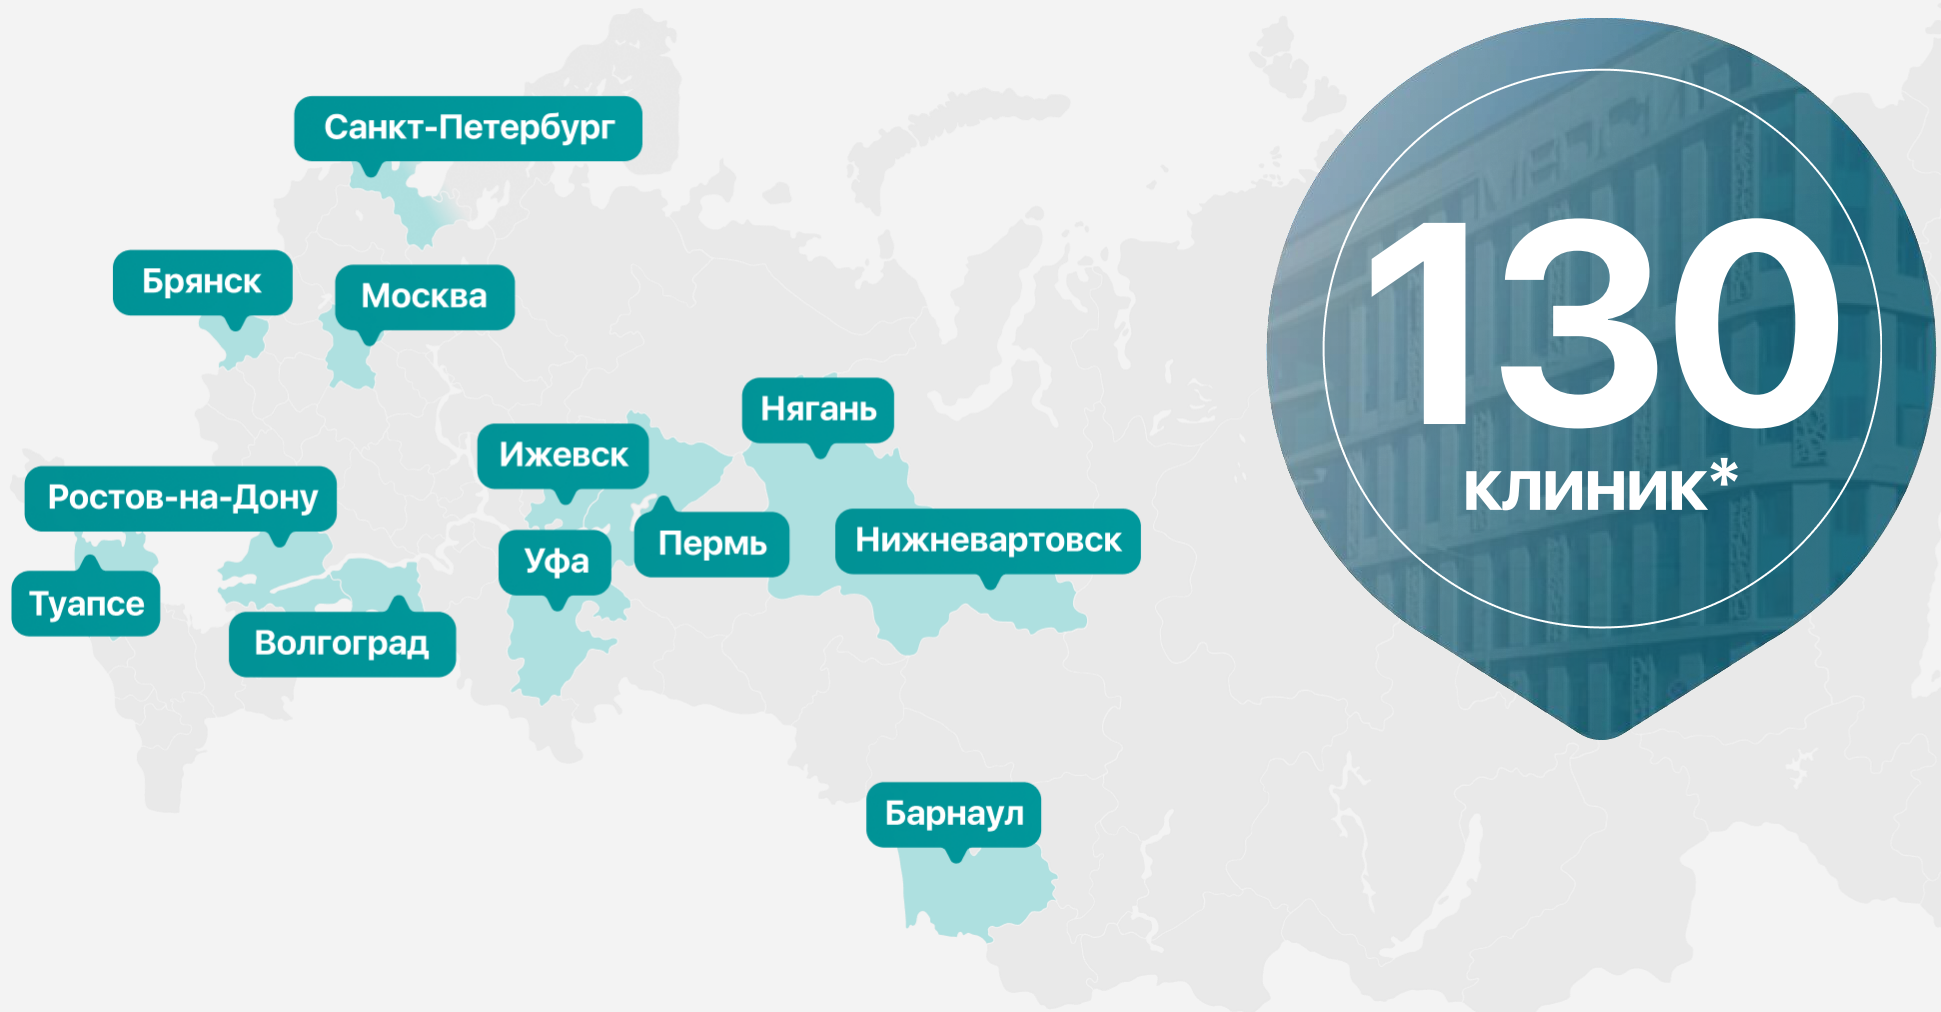 Санкт-Петербург
Брянск
Москва
Нягань
Ижевск
Ростов-на-Дону
Пермь
Нижневартовск
Уфа
Туапсе
Волгоград
Барнаул
130
клиник*